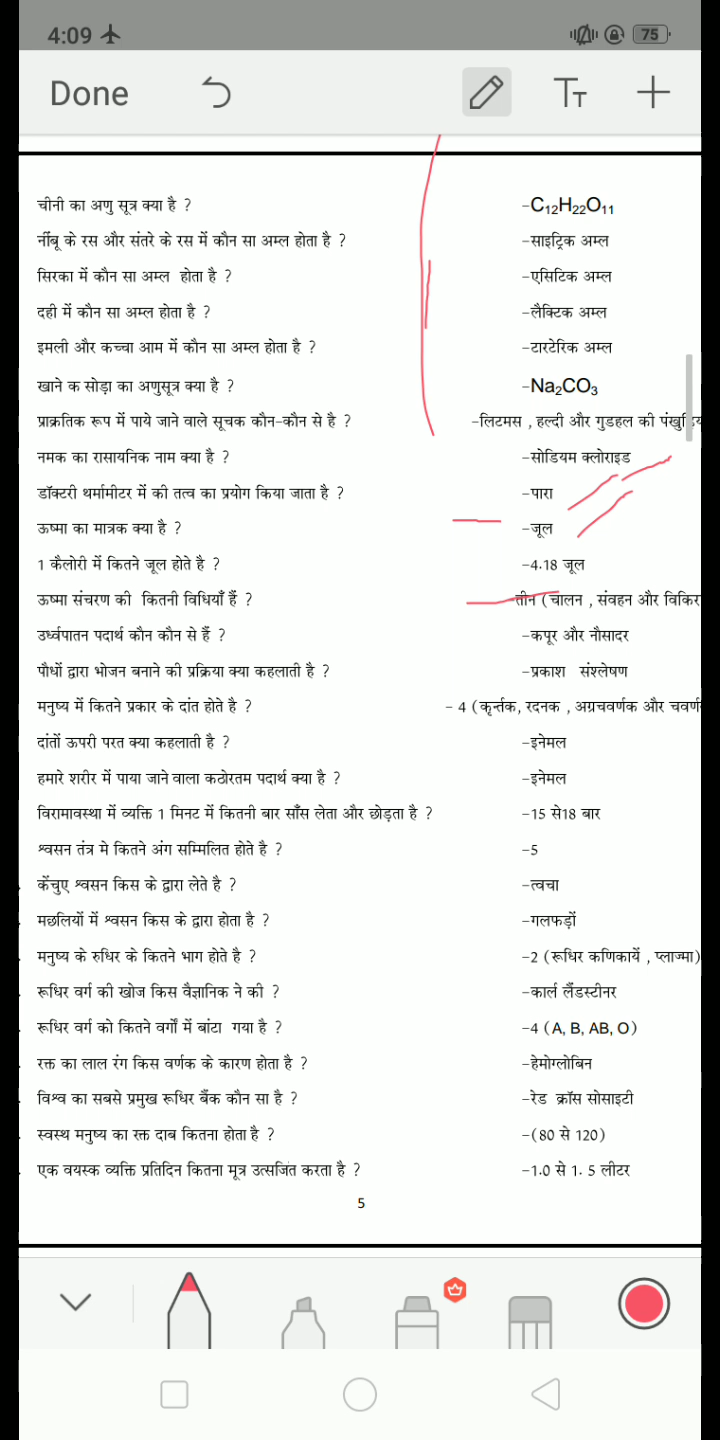 4:09 75
Done TT
चीनी का अणु सूत्र क्या है ? -C₁₂H₂₂O₁₁
नींबू के रस और संतरे के रस में कौन सा अम्ल होता है ? -साइट्रिक अम्ल
सिरका में कौन सा अम्ल होता है ? -एसिटिक अम्ल
दही में कौन सा अम्ल होता है ? -लैक्टिक अम्ल
इमली और कच्चा आम में कौन सा अम्ल होता है ? -टारटेरिक अम्ल
खाने क सोड़ा का अणुसूत्र क्या है ? -Na₂CO₃
प्राक्रतिक रूप में पाये जाने वाले सूचक कौन-कौन से है ? -लिटमस , हल्दी और गुडहल की पंखुडिय
नमक का रासायनिक नाम क्या है ? -सोडियम क्लोराइड
डॉक्टरी थर्मामीटर में की तत्व का प्रयोग किया जाता है ? -पारा
ऊष्मा का मात्रक क्या है ? -जूल
1 कैलोरी में कितने जूल होते है ? -4.18 जूल
ऊष्मा संचरण की कितनी विधियाँ हैं ? -तीन (चालन , संवहन और विकिर
उर्ध्वपातन पदार्थ कौन कौन से हैं ? -कपूर और नौसादर
पौधों द्वारा भोजन बनाने की प्रक्रिया क्या कहलाती है ? -प्रकाश संश्लेषण
मनुष्य में कितने प्रकार के दांत होते है ? - 4 (कृर्न्तक, रदनक , अग्रचवर्णक और चवर्ण
दांतों ऊपरी परत क्या कहलाती है ? -इनेमल
हमारे शरीर में पाया जाने वाला कठोरतम पदार्थ क्या है ? -इनेमल
विरामावस्था में व्यक्ति 1 मिनट में कितनी बार साँस लेता और छोड़ता है ? -15 से18 बार
श्वसन तंत्र मे कितने अंग सम्मिलित होते है ? -5
केंचुए श्वसन किस के द्वारा लेते है ? -त्वचा
मछलियों में श्वसन किस के द्वारा होता है ? -गलफड़ों
मनुष्य के रुधिर के कितने भाग होते है ? -2 (रूधिर कणिकायें , प्लाज्मा)
रूधिर वर्ग की खोज किस वैज्ञानिक ने की ? -कार्ल लैंडस्टीनर
रूधिर वर्ग को कितने वर्गों में बांटा गया है ? -4 (A, B, AB, O)
रक्त का लाल रंग किस वर्णक के कारण होता है ? -हेमोग्लोबिन
विश्व का सबसे प्रमुख रूधिर बैंक कौन सा है ? -रेड क्रॉस सोसाइटी
स्वस्थ मनुष्य का रक्त दाब कितना होता है ? -(80 से 120)
एक वयस्क व्यक्ति प्रतिदिन कितना मूत्र उत्सजिंत करता है ? -1.0 से 1. 5 लीटर
5